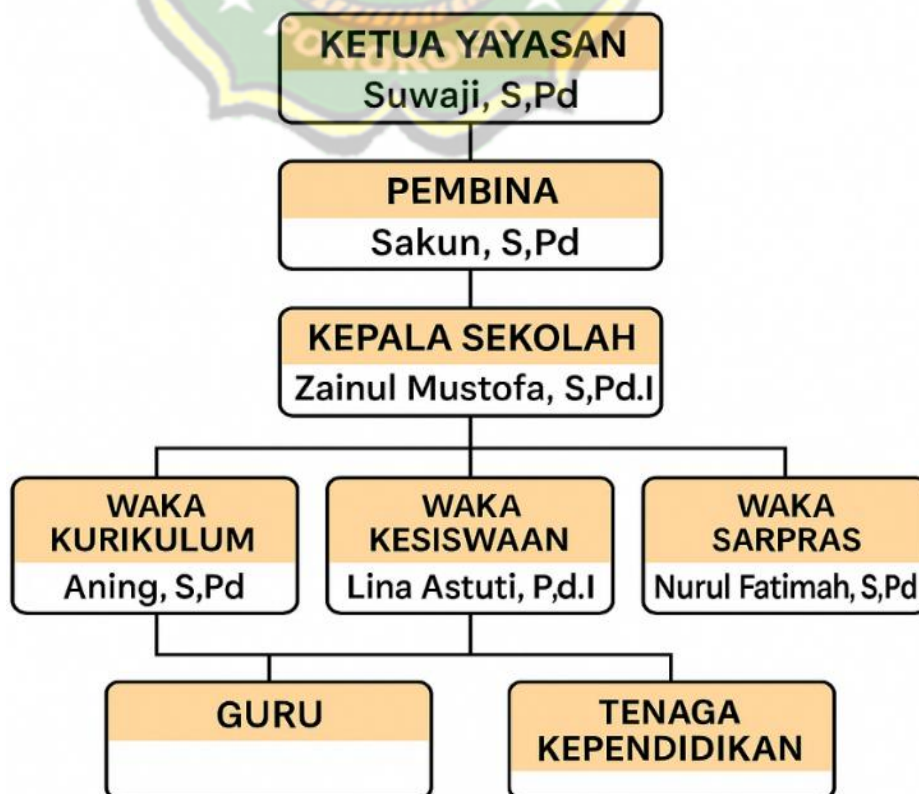 PONOROGO
KETUA YAYASAN
Suwaji, S,Pd
PEMBINA
Sakun, S,Pd
KEPALA SEKOLAH
Zainul Mustofa, S,Pd.I
WAKA
KURIKULUM
Aning, S,Pd
WAKA
KESISWAAN
Lina Astuti, P,d.I
WAKA
SARPRAS
Nurul Fatimah, S,Pd
GURU
TENAGA
KEPENDIDIKAN